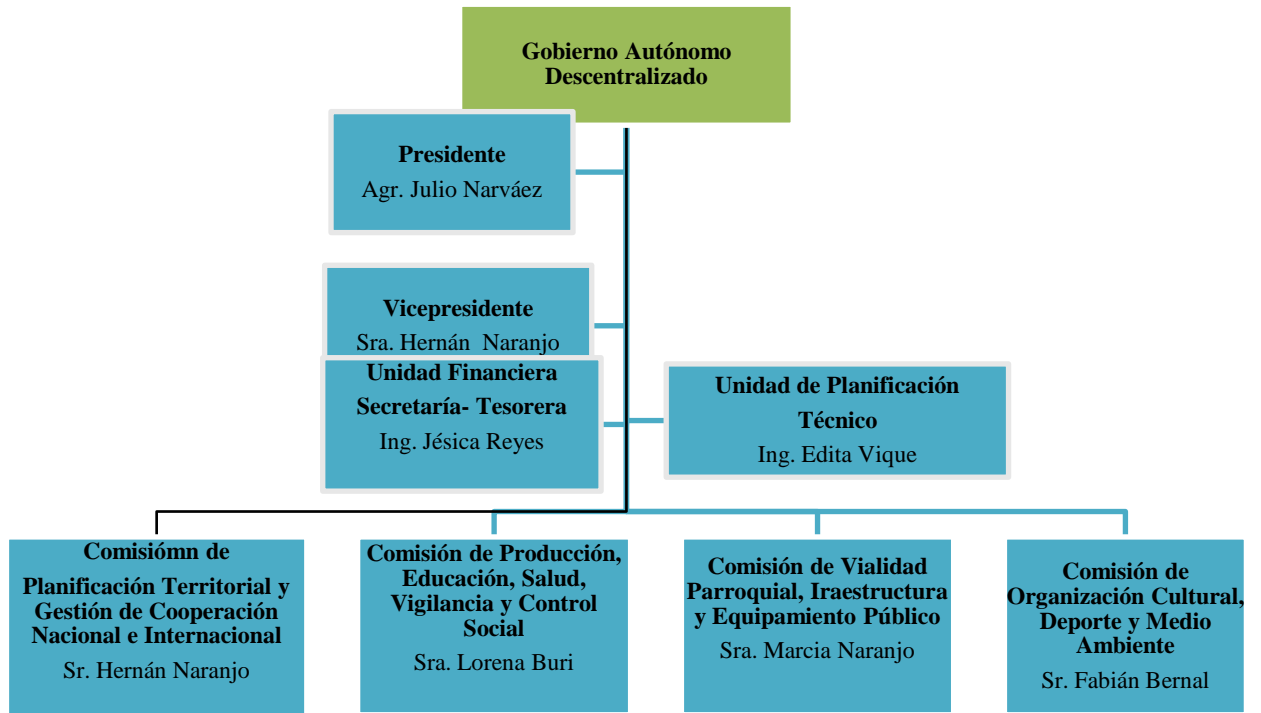 Gobierno Autónomo
Descentralizado
Presidente
Agr. Julio Narváez
Vicepresidente
Sra. Hernán Naranjo
Unidad Financiera
Secretaría- Tesorera
Ing. Jésica Reyes
Unidad de Planificación
Técnico
Ing. Edita Vique
Comisiómn de
Planificación Territorial y
Gestión de Cooperación
Nacional e Internacional
Sr. Hernán Naranjo
Comisión de Producción,
Educación, Salud,
Vigilancia y Control
Social
Sra. Lorena Buri
Comisión de Vialidad
Parroquial, Iraestructura
y Equipamiento Público
Sra. Marcia Naranjo
Comisión de
Organización Cultural,
Deporte y Medio
Ambiente
Sr. Fabián Bernal